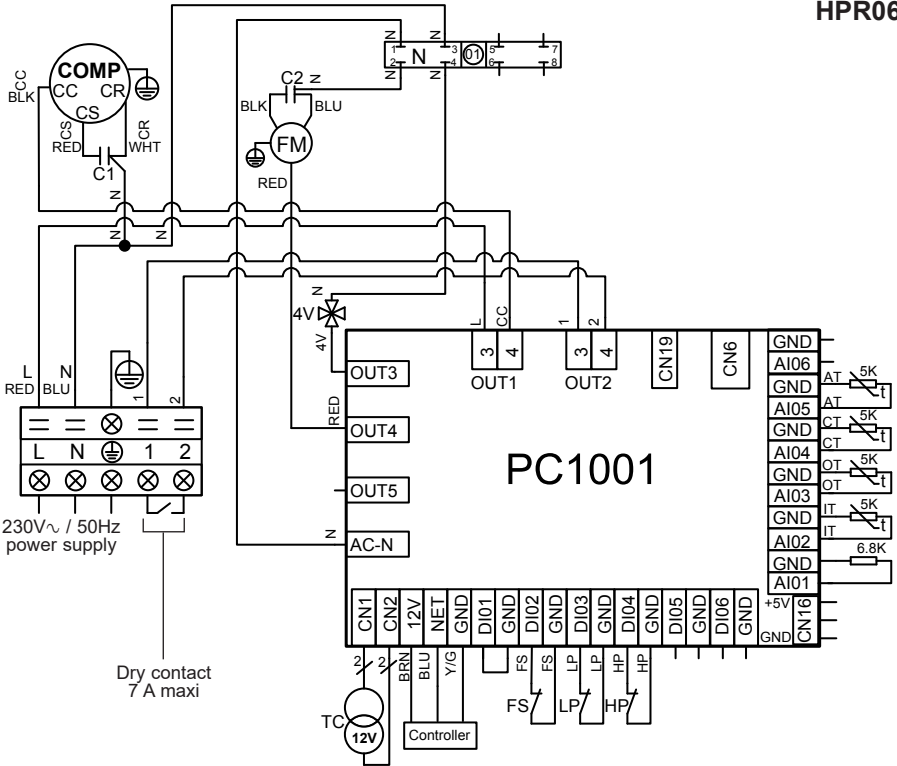 HPR06
N
N
1
3
5
7
N
01
2
4
6
8
N
N
COMP
CC
CR
CS
CC
BLK
CS
RED
CR
WHT
C1
N
C2
N
BLK
BLU
FM
RED
N
N
N
N
N
4V
4V
L
CC
1
2
L
RED
N
BLU
1
2
L
N
1
2
230V∿ / 50Hz
power supply
Dry contact
7 A maxi
RED
N
OUT3
OUT4
OUT5
AC-N
3
4
OUT1
3
4
OUT2
CN19
CN6
PC1001
GND
AI06
GND
AI05
GND
AI04
GND
AI03
GND
AI02
GND
AI01
+5V
GND
CN16
AT
5K
t
AT
CT
5K
t
CT
OT
5K
t
OT
IT
5K
t
IT
6.8K
CN1
CN2
12V
NET
GND
DI01
GND
DI02
GND
DI03
GND
DI04
GND
DI05
GND
DI06
GND
2
2
BRN
BLU
Y/G
FS
FS
LP
LP
HP
HP
FS
LP
HP
TC
12V
Controller